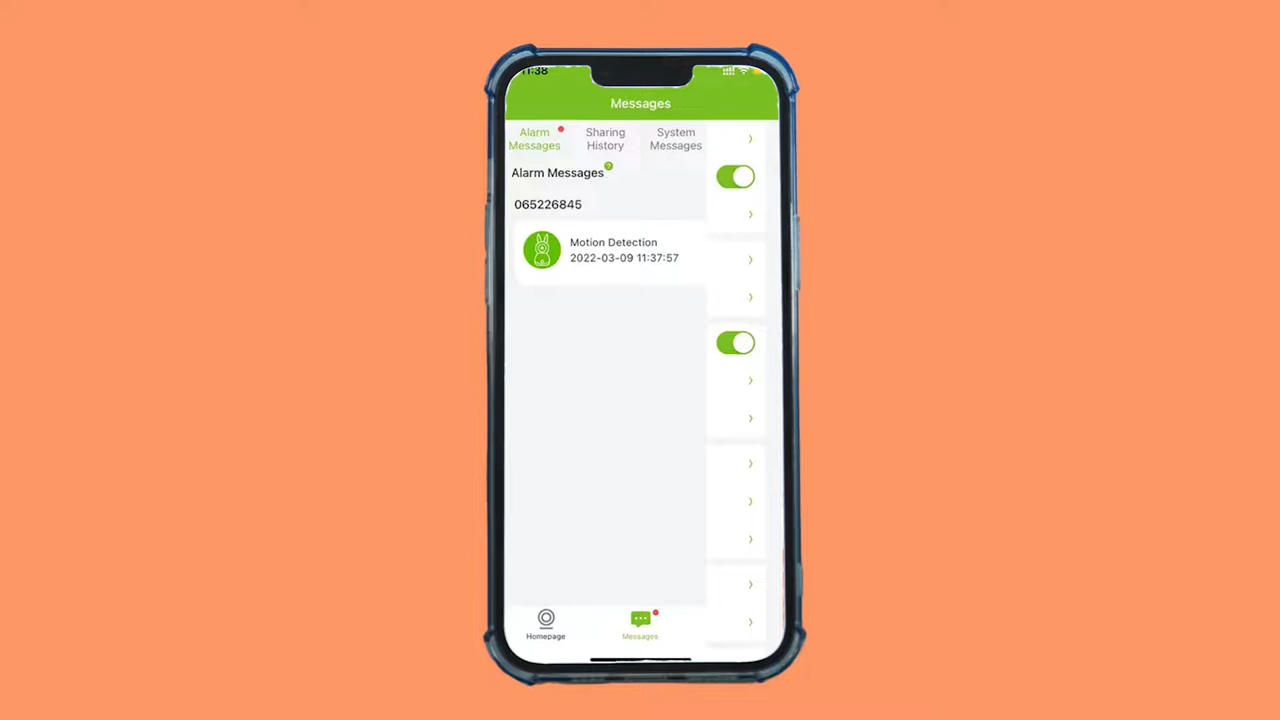 11:38
Messages
Alarm
Messages
Sharing
History
System
Messages
Alarm Messages ?
065226845
Motion Detection
2022-03-09 11:37:57
Homepage
Messages